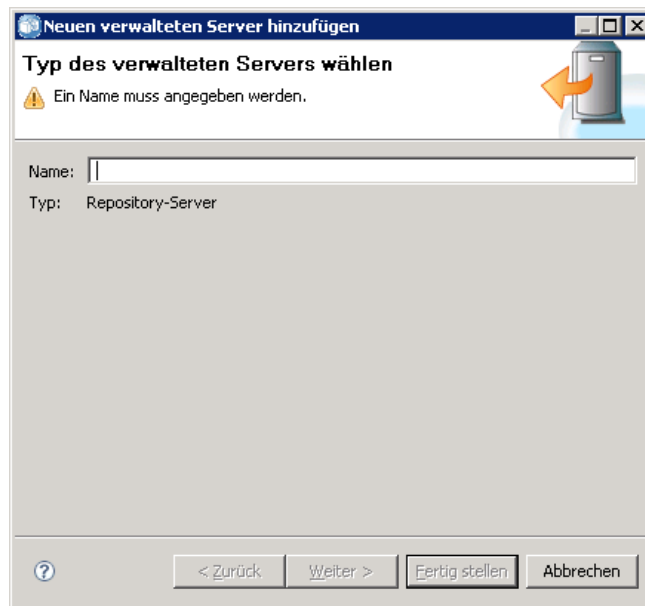 Neuen verwalteten Server hinzufügen
Typ des verwalteten Servers wählen
Ein Name muss angegeben werden.
Name:
Typ: Repository-Server
< Zurück Weiter > Fertig stellen Abbrechen